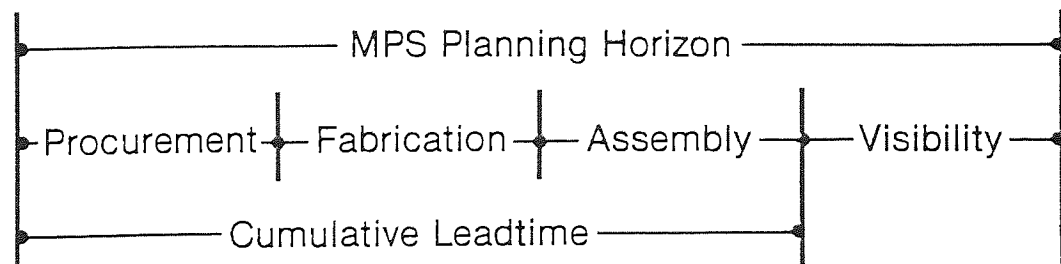 MPS Planning Horizon
Procurement Fabrication Assembly Visibility
Cumulative Leadtime